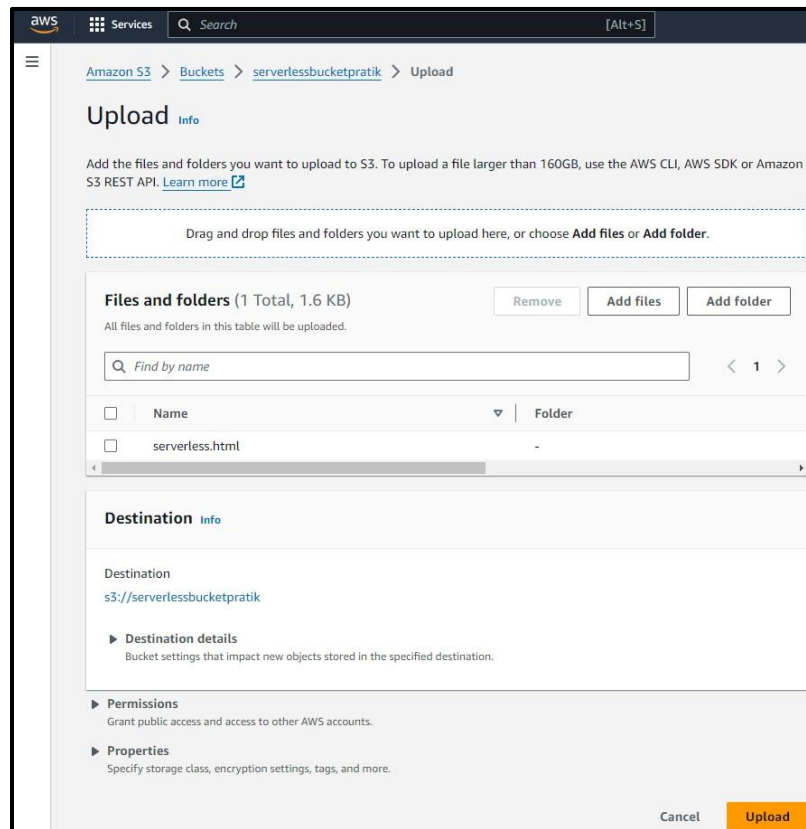 aws Services Search [Alt+S]
Amazon S3 > Buckets > serverlessbucketpratik > Upload
Upload Info
Add the files and folders you want to upload to S3. To upload a file larger than 160GB, use the AWS CLI, AWS SDK or Amazon
S3 REST API. Learn more
Drag and drop files and folders you want to upload here, or choose Add files or Add folder.
Files and folders (1 Total, 1.6 KB) Remove Add files Add folder
All files and folders in this table will be uploaded.
Find by name < 1 >
Name Folder
serverless.html -
Destination Info
Destination
s3://serverlessbucketpratik
Destination details
Bucket settings that impact new objects stored in the specified destination.
Permissions
Grant public access and access to other AWS accounts.
Properties
Specify storage class, encryption settings, tags, and more.
Cancel Upload